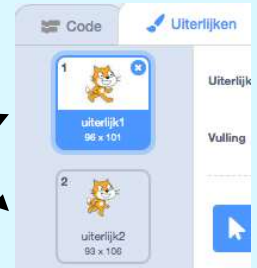 Code
Uiterlijken
1
uiterlijk1
96 x 101
2
uiterlijk2
93 x 106
Uiterlijk
Vulling